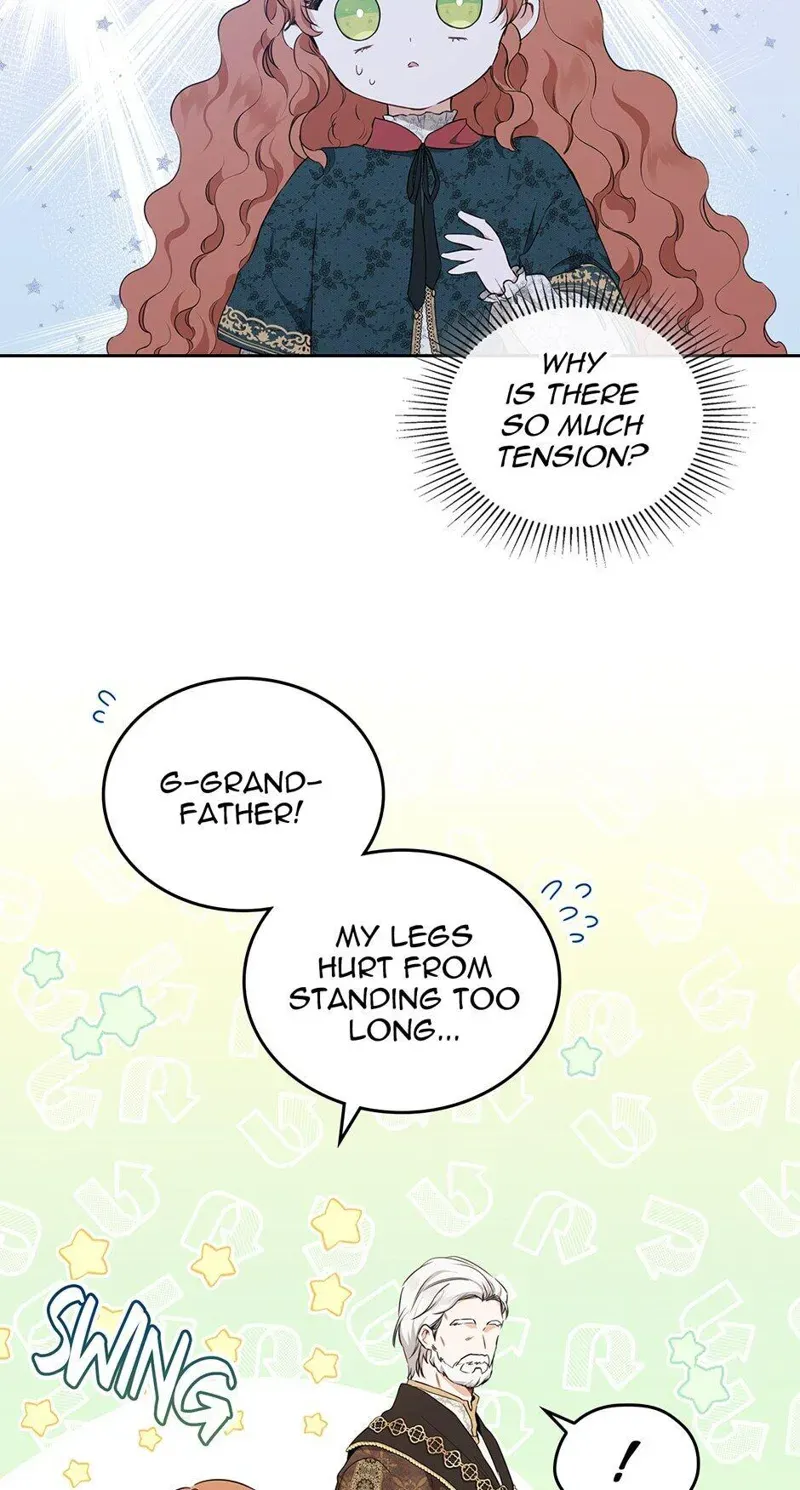 WHY
IS THERE
SO MUCH
TENSION?
G-GRAND-
FATHER!
MY LEGS
HURT FROM
STANDING TOO
LONG...
SWING
!